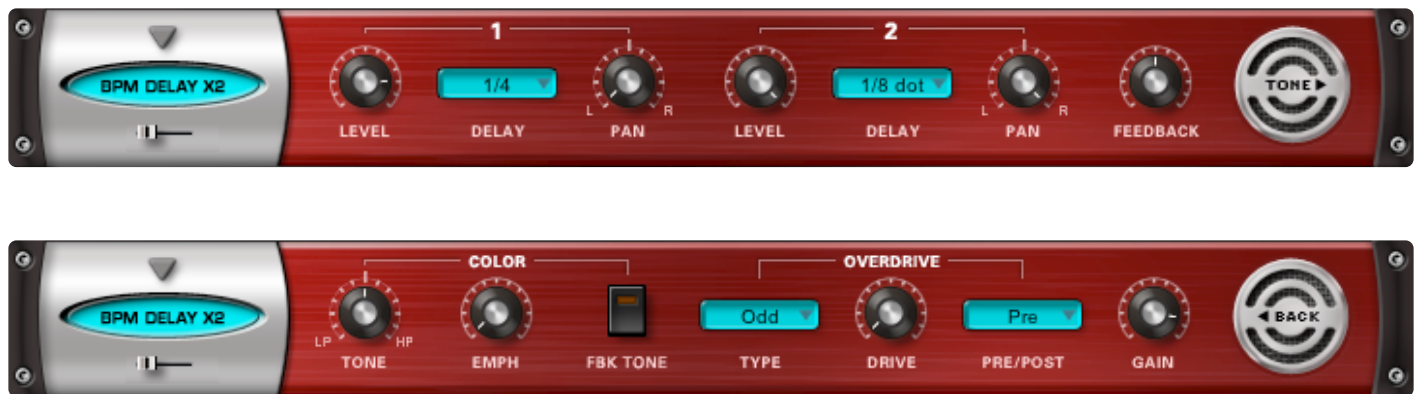 1 2
BPM DELAY X2 1/4 1/8 dot TONE
L R L R
LEVEL DELAY PAN LEVEL DELAY PAN FEEDBACK
COLOR OVERDRIVE
BPM DELAY X2 Odd Pre BACK
LP HP
TONE EMPH FBK TONE TYPE DRIVE PRE/POST GAIN